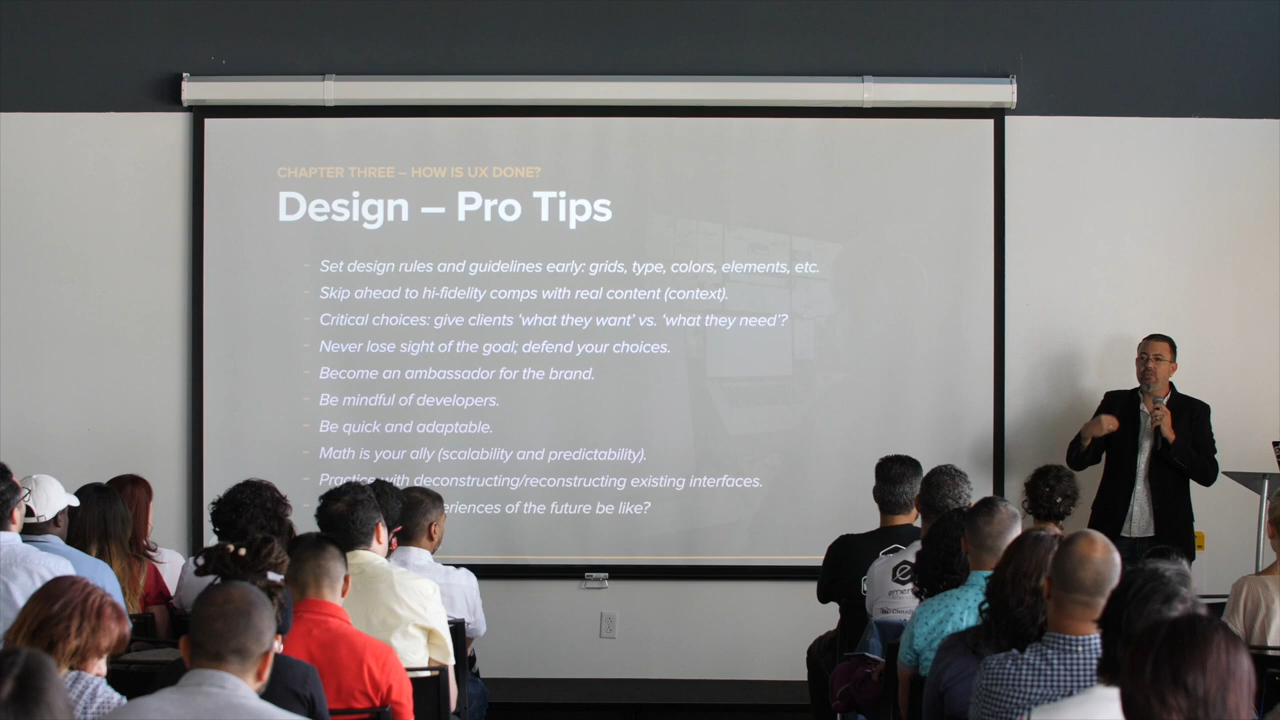 CHAPTER THREE – HOW IS UX DONE?
Design – Pro Tips
– Set design rules and guidelines early: grids, type, colors, elements, etc.
– Skip ahead to hi-fidelity comps with real content (context).
– Critical choices: give clients ‘what they want’ vs. ‘what they need’?
– Never lose sight of the goal; defend your choices.
– Become an ambassador for the brand.
– Be mindful of developers.
– Be quick and adaptable.
– Math is your ally (scalability and predictability).
– Practice with deconstructing/reconstructing existing interfaces.
– of the future be like?